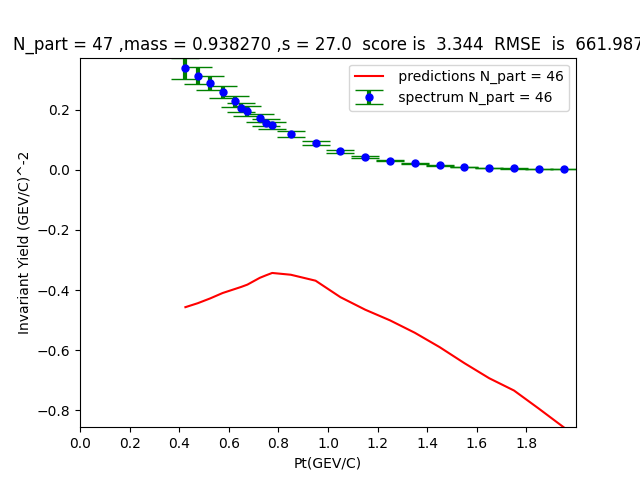 N_part = 47 ,mass = 0.938270 ,s = 27.0  score is  3.344  RMSE  is  661.987
predictions N_part = 46
spectrum N_part = 46
Invariant Yield (GEV/C)^-2
0.2
0.0
−0.2
−0.4
−0.6
−0.8
0.0 0.2 0.4 0.6 0.8 1.0 1.2 1.4 1.6 1.8
Pt(GEV/C)